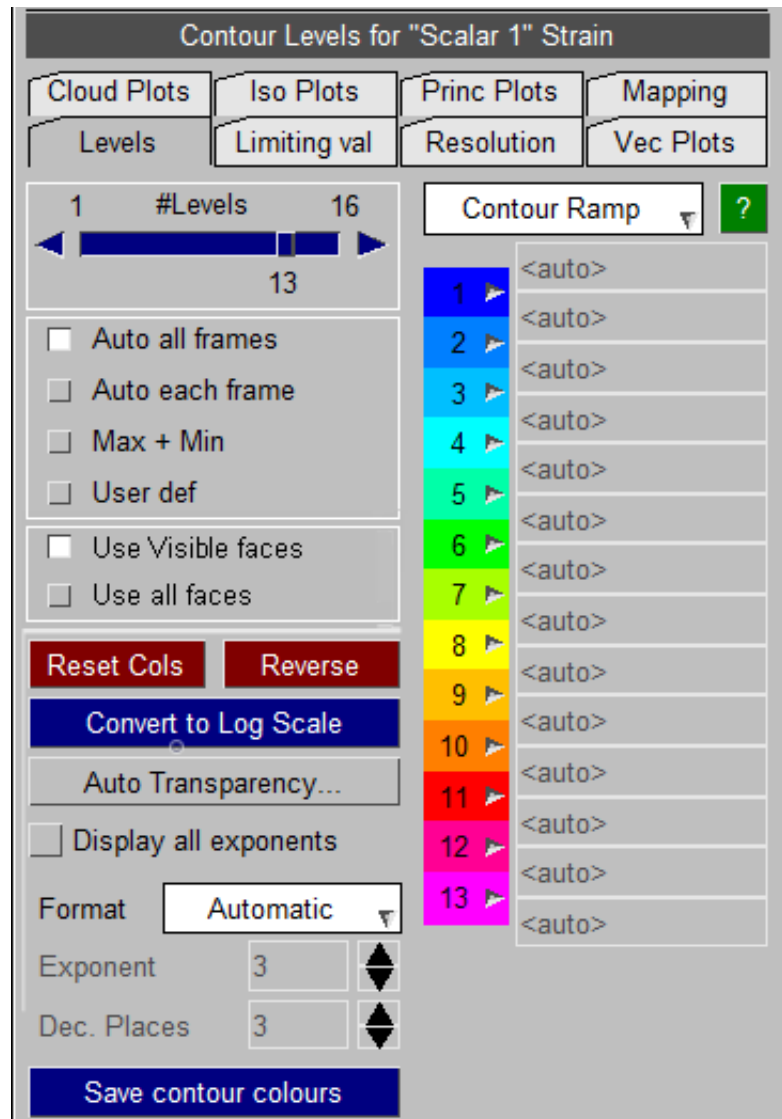 Contour Levels for "Scalar 1" Strain
Cloud Plots Iso Plots Princ Plots Mapping
Levels Limiting val Resolution Vec Plots
1 #Levels 16
13
Auto all frames
Auto each frame
Max + Min
User def
Use Visible faces
Use all faces
Reset Cols Reverse
Convert to Log Scale
Auto Transparency...
Display all exponents
Format Automatic
Exponent 3
Dec. Places 3
Save contour colours
Contour Ramp ?
<auto>
1
<auto>
2
<auto>
3
<auto>
4
<auto>
5
<auto>
6
<auto>
7
<auto>
8
<auto>
9
<auto>
10
<auto>
11
<auto>
12
<auto>
13
<auto>